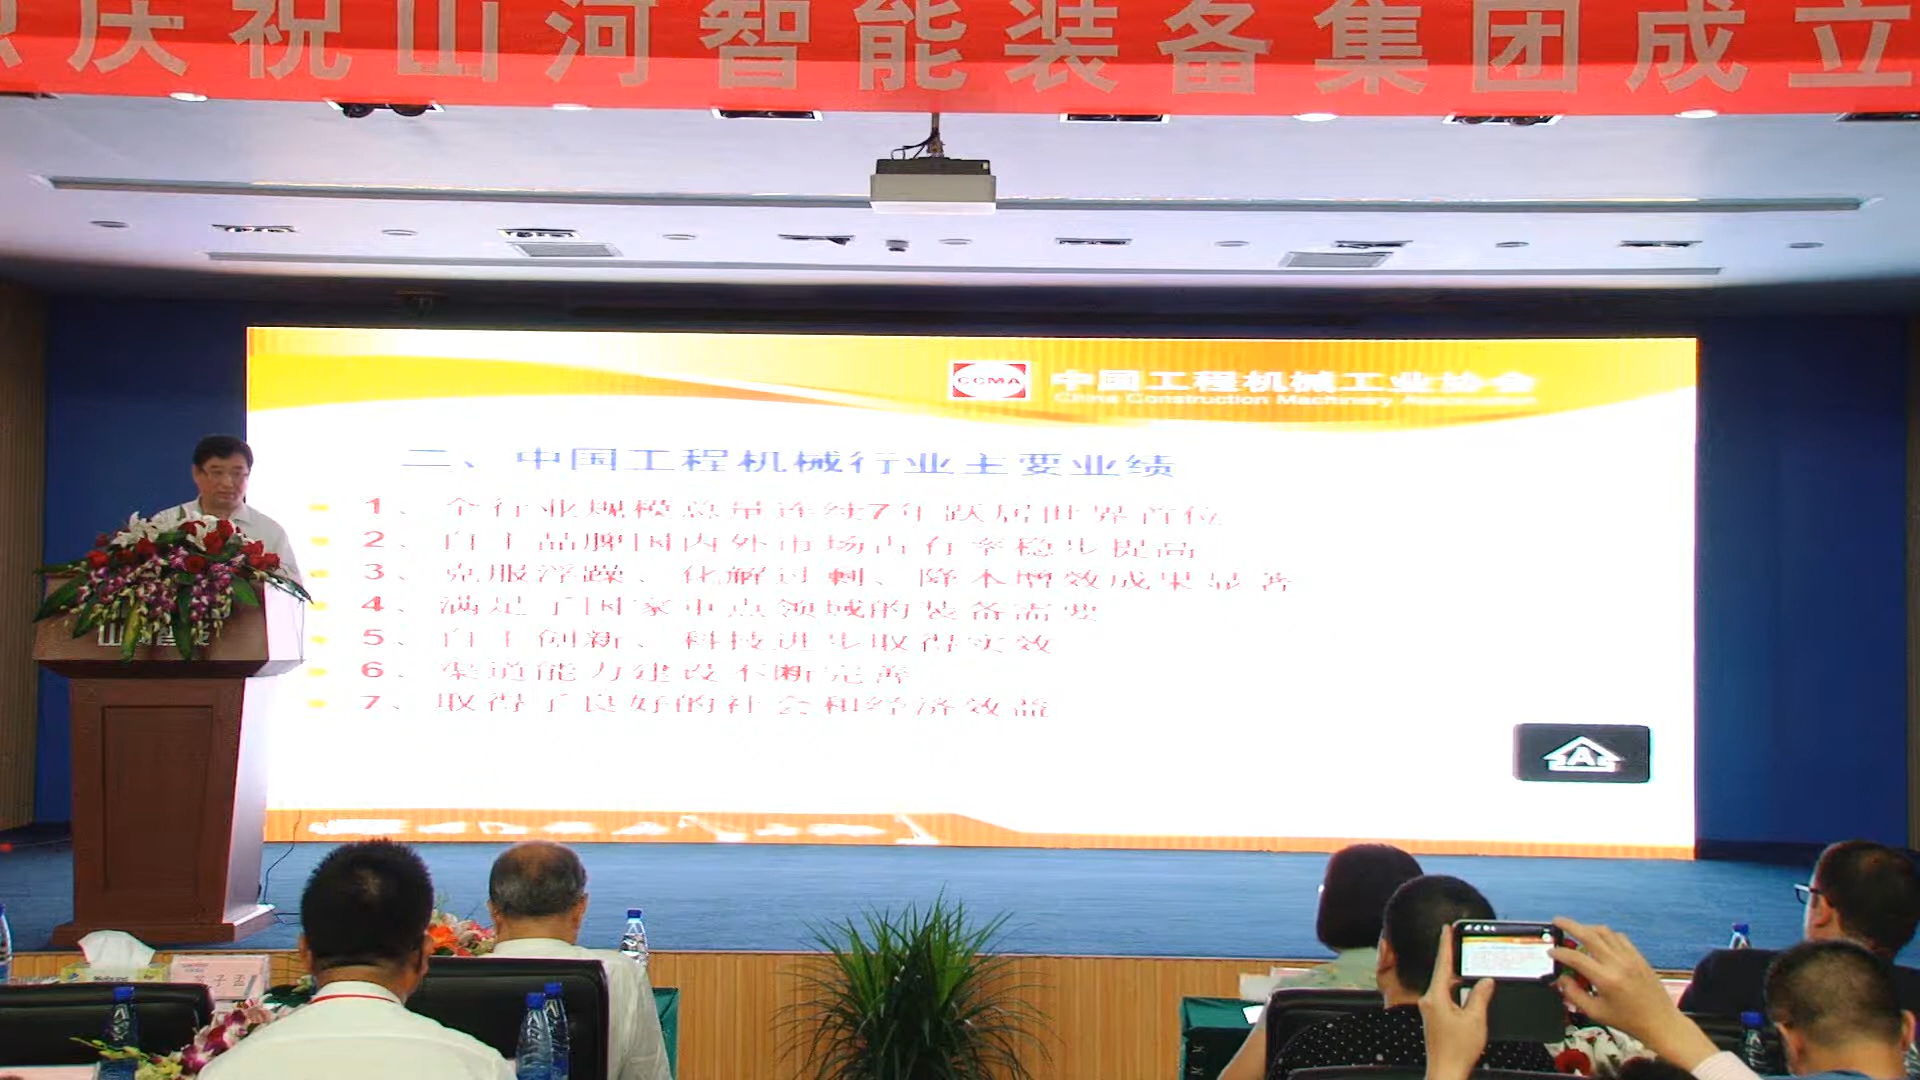 庆祝山河智能装备集团成立
CCMA 中国工程机械工业协会
China Construction Machinery Association
二、中国工程机械行业主要业绩
1、全行业规模总量连续7年跃居世界首位
2、自主品牌国内外市场占有率稳步提高
3、克服浮躁、化解过剩、降本增效成果显著
4、满足了国家重点领域的装备需要
5、自主创新、科技进步取得实效
6、渠道能力建设不断完善
7、取得了良好的社会和经济效益
A
山河智能
子孟